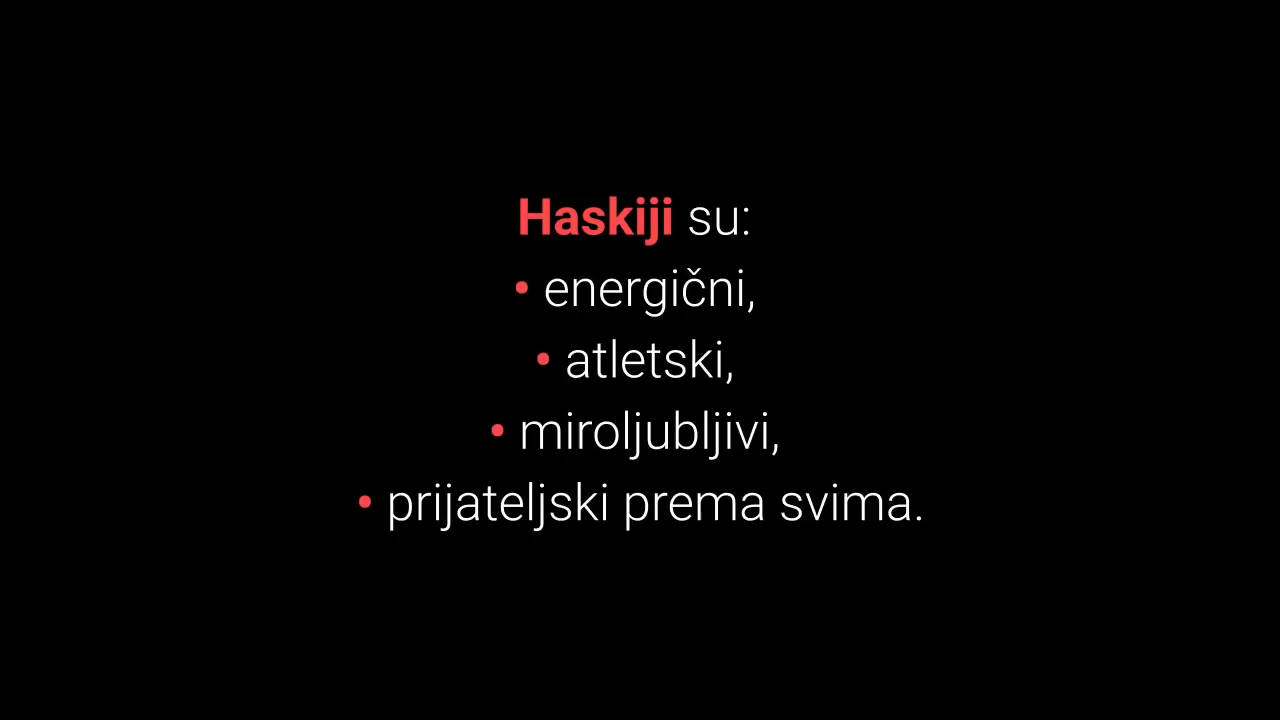 Haskiji su:
• energični,
• atletski,
• miroljubljivi,
• prijateljski prema svima.